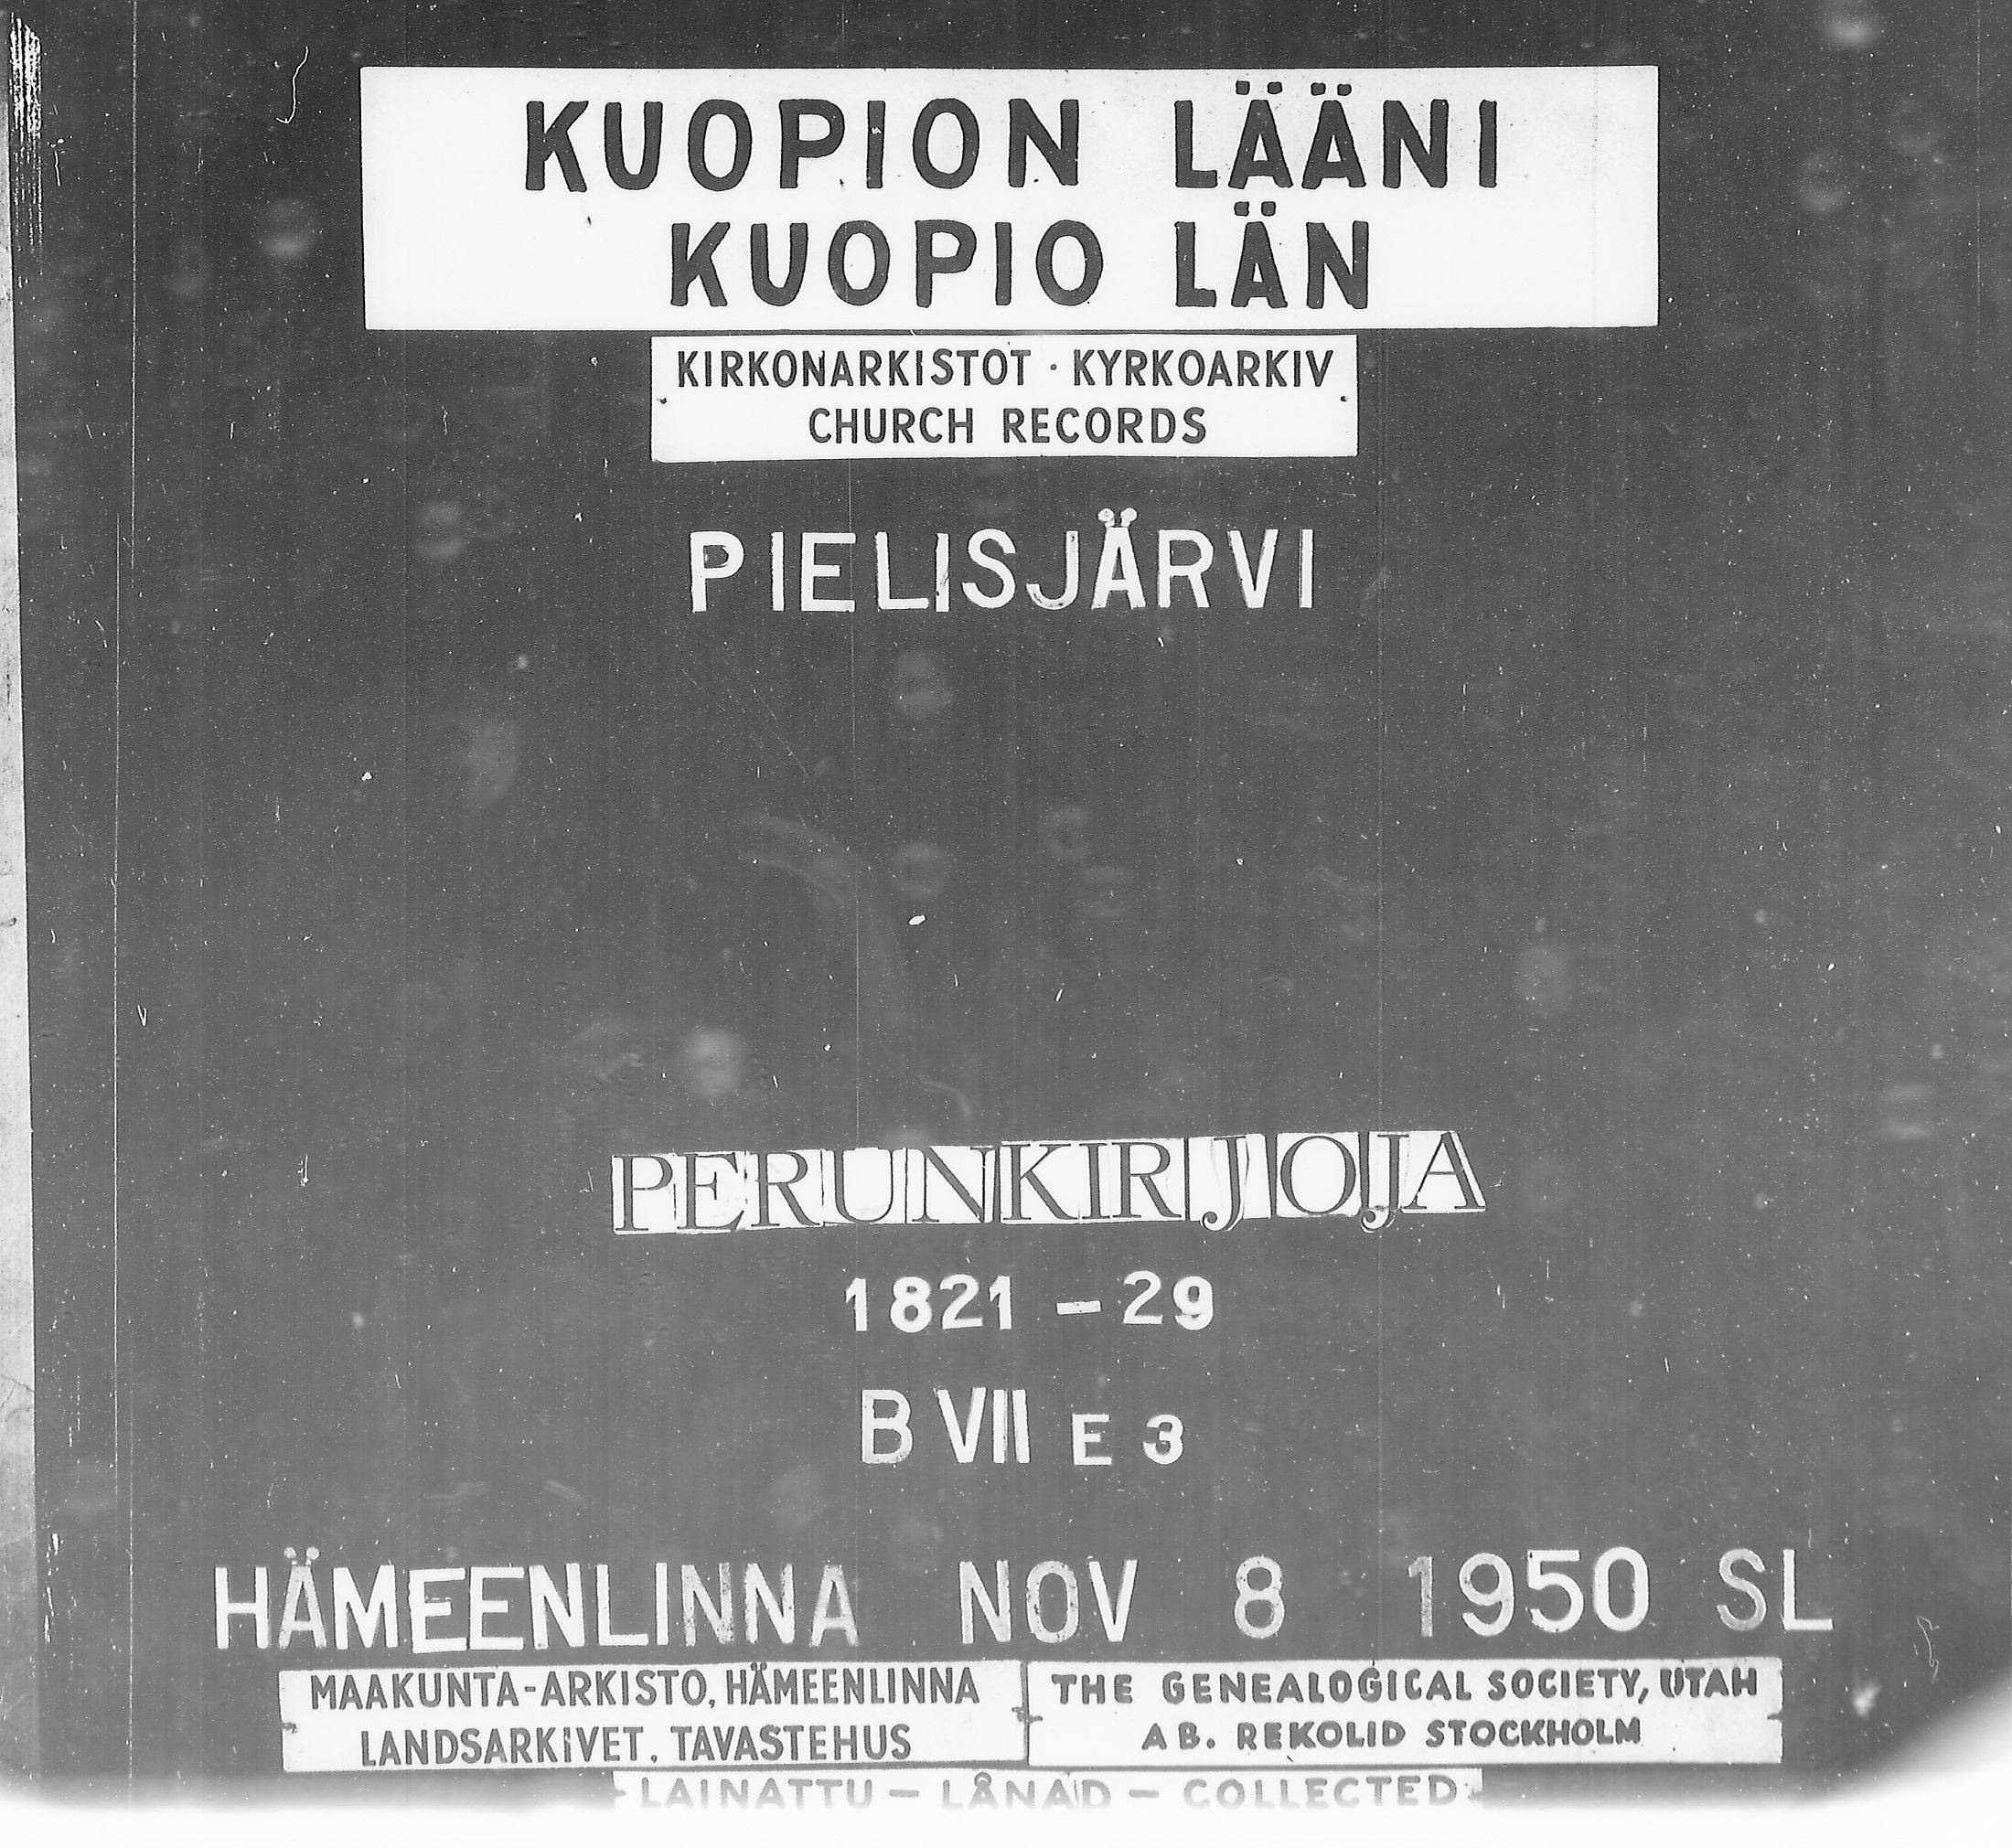 KUOPION LÄÄNI
KUOPIO LÄN
KIRKONARKISTOT · KYRKOARKIV
CHURCH RECORDS
PIELISJÄRVI
PERUNKIRJOJA
1821 – 29
B VII E 3
HÄMEENLINNA NOV 8 1950 SL
MAAKUNTA-ARKISTO, HÄMEENLINNA
LANDSARKIVET, TAVASTEHUS
THE GENEALOGICAL SOCIETY, UTAH
AB. REKOLID STOCKHOLM
LAINATTU – LÅNAD – COLLECTED